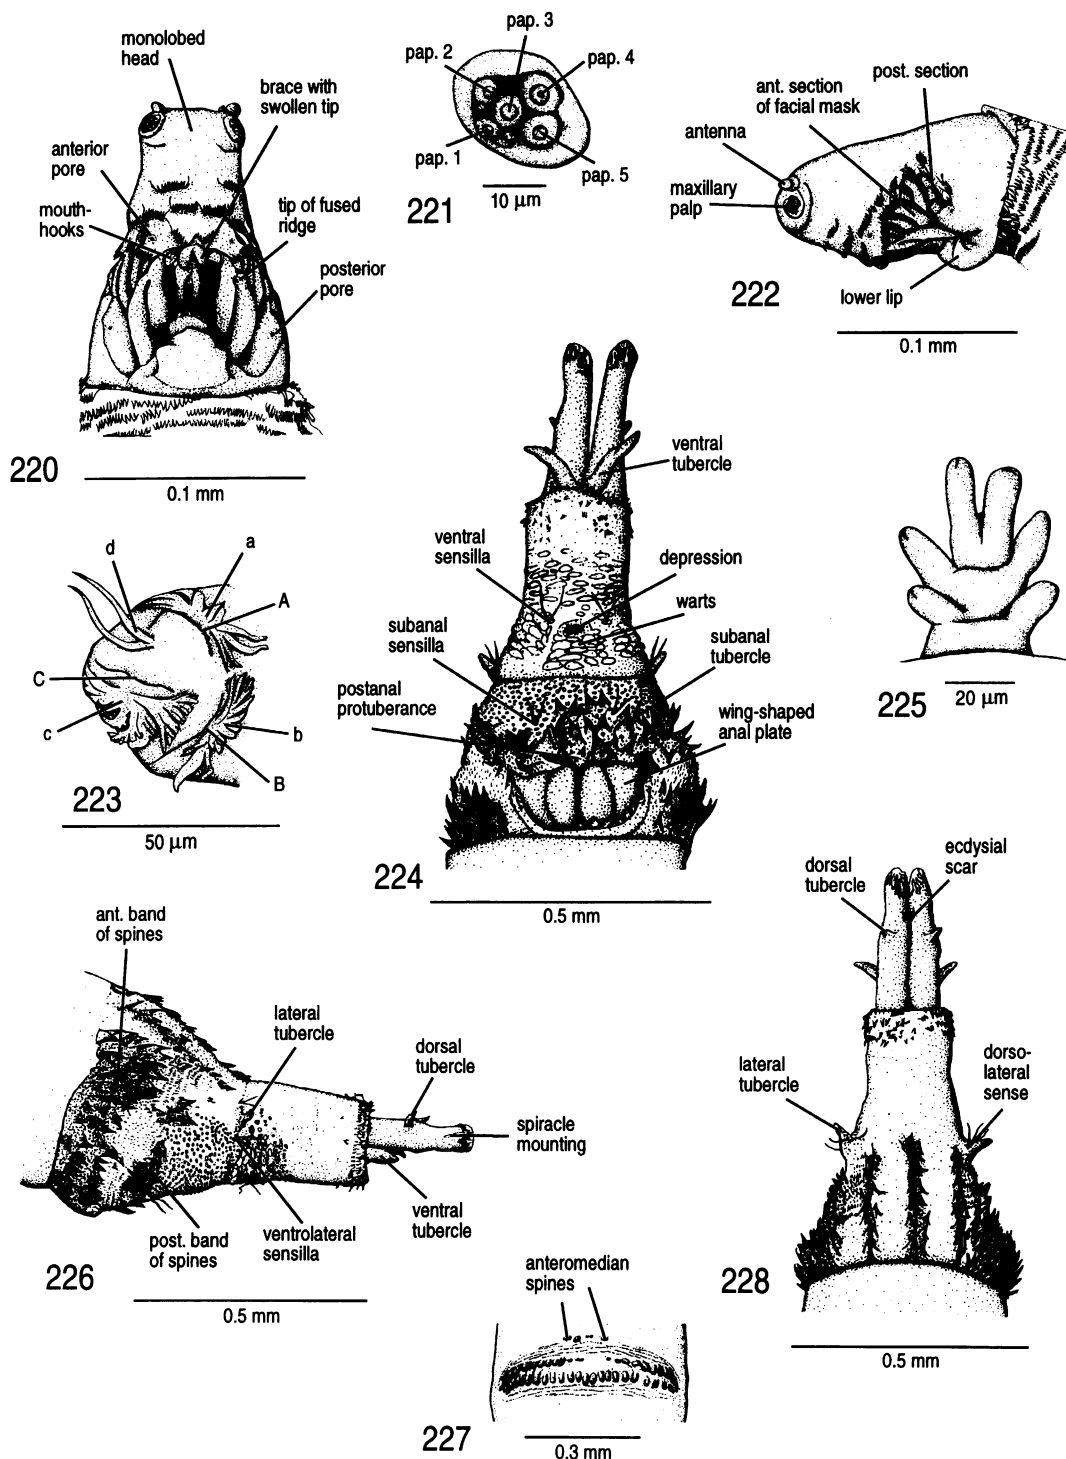 monolobed
head
brace with
swollen tip
anterior
pore
mouth-
hooks
tip of fused
ridge
posterior
pore
220
0.1 mm
pap. 3
pap. 2
pap. 4
pap. 1
pap. 5
221
10 µm
post. section
ant. section
of facial mask
antenna
maxillary
palp
222
lower lip
0.1 mm
d
a
A
C
c
b
B
223
50 µm
ventral
tubercle
ventral
sensilla
depression
warts
subanal
sensilla
subanal
tubercle
postanal
protuberance
wing-shaped
anal plate
224
0.5 mm
225
20 µm
ant. band
of spines
lateral
tubercle
dorsal
tubercle
spiracle
mounting
ventral
tubercle
ventrolateral
sensilla
post. band
of spines
226
0.5 mm
anteromedian
spines
227
0.3 mm
dorsal
tubercle
ecdysial
scar
lateral
tubercle
dorso-
lateral
sense
228
0.5 mm